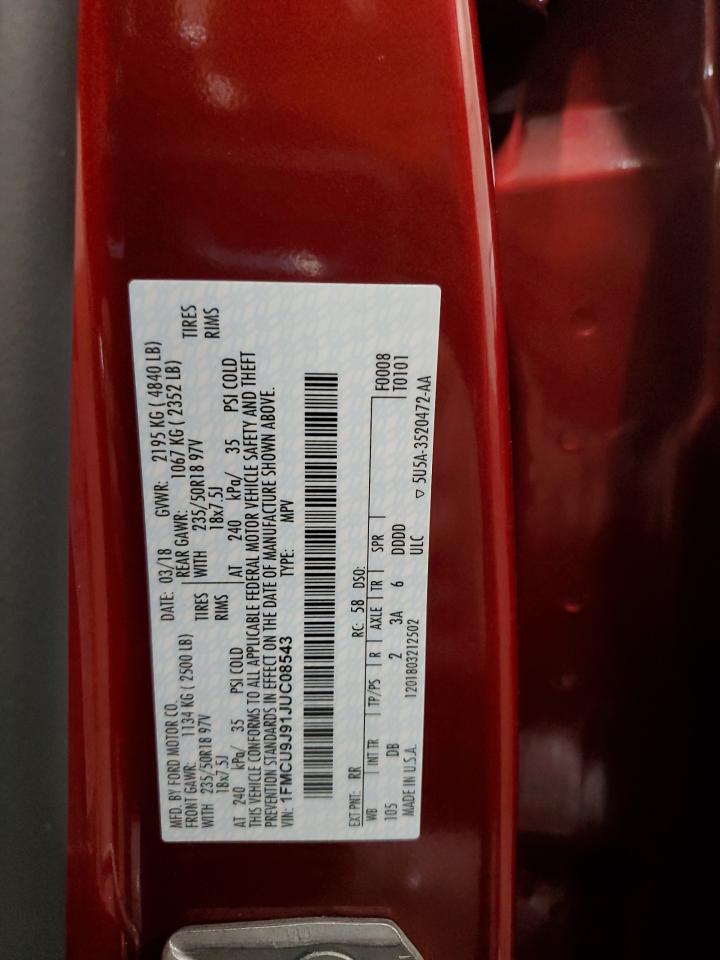 MFD. BY FORD MOTOR CO.
DATE: 03/18 GVWR: 2195 KG ( 4840 LB)
FRONT GAWR: 1134 KG ( 2500 LB) REAR GAWR: 1067 KG ( 2352 LB)
WITH 235/50R18 97V TIRES WITH 235/50R18 97V TIRES
18x7.5J RIMS 18x7.5J RIMS
AT 240 kPa/ 35 PSI COLD AT 240 kPa/ 35 PSI COLD
THIS VEHICLE CONFORMS TO ALL APPLICABLE FEDERAL MOTOR VEHICLE SAFETY AND THEFT
PREVENTION STANDARDS IN EFFECT ON THE DATE OF MANUFACTURE SHOWN ABOVE.
VIN: 1FMCU9J91JUC08543 TYPE: MPV
EXT PNT: RR RC: 58 DSO: F0008
WB INT TR TP/PS R AXLE TR SPR T0101
105 DB 2 3A 6 DDDD
MADE IN U.S.A. 1201803212502 ULC ▽ 5U5A-3520472-AA